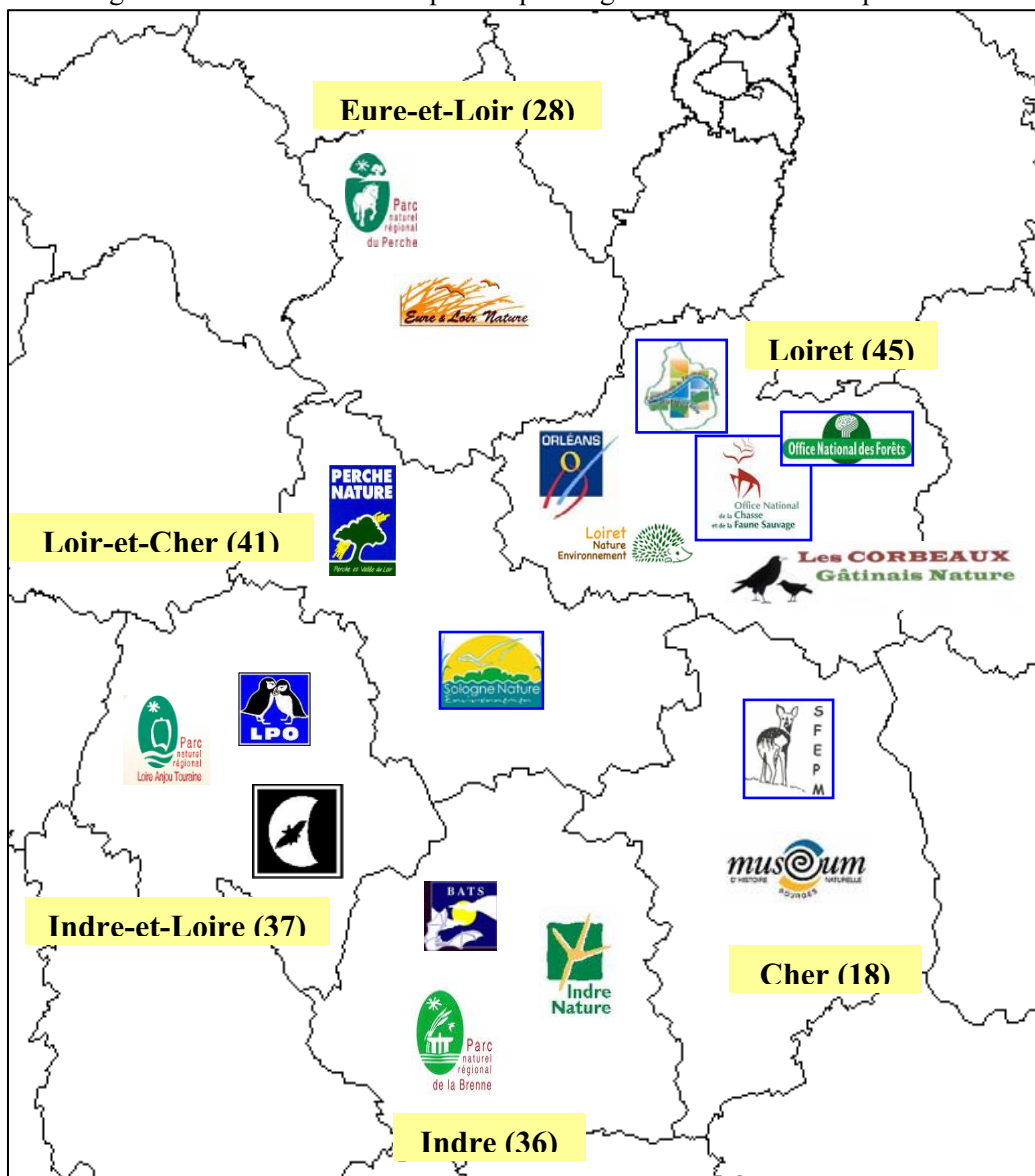 Eure-et-Loir (28)
Parc
naturel
régional
du Perche
Eure & Loir Nature
Loiret (45)
Office National des Forêts
ORLÉANS
Office National
de la Chasse
et de la Faune Sauvage
PERCHE
NATURE
Perche et Vallée du Loir
Loir-et-Cher (41)
Loiret
Nature
Environnement
Les CORBEAUX
Gâtinais Nature
Sologne Nature
Environnement
LPO
Parc
naturel
régional
Loire Anjou Touraine
SFEPM
muséum
D'HISTOIRE NATURELLE
BOURGES
Indre-et-Loire (37)
BATS
Indre
Nature
Cher (18)
Parc
naturel
régional
de la Brenne
Indre (36)